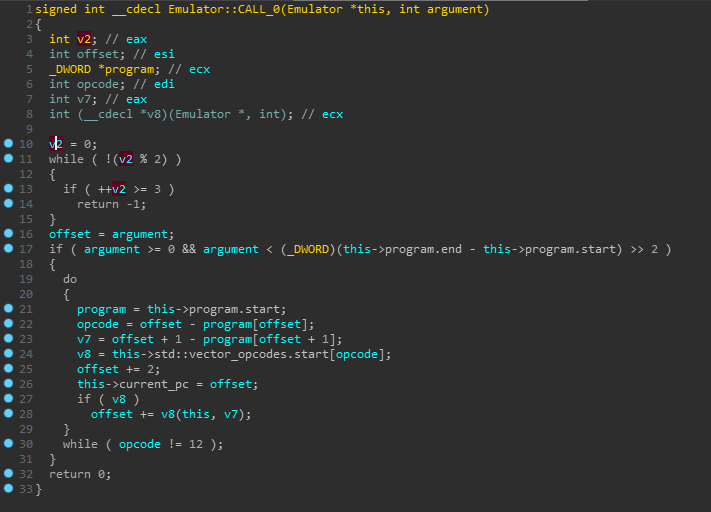 1 signed int __cdecl Emulator::CALL_0(Emulator *this, int argument)
2 {
3   int v2; // eax
4   int offset; // esi
5   _DWORD *program; // ecx
6   int opcode; // edi
7   int v7; // eax
8   int (__cdecl *v8)(Emulator *, int); // ecx
9
10   v2 = 0;
11   while ( !(v2 % 2) )
12   {
13     if ( ++v2 >= 3 )
14       return -1;
15   }
16   offset = argument;
17   if ( argument >= 0 && argument < (_DWORD)(this->program.end - this->program.start) >> 2 )
18   {
19     do
20     {
21       program = this->program.start;
22       opcode = offset - program[offset];
23       v7 = offset + 1 - program[offset + 1];
24       v8 = this->std::vector_opcodes.start[opcode];
25       offset += 2;
26       this->current_pc = offset;
27       if ( v8 )
28         offset += v8(this, v7);
29     }
30     while ( opcode != 12 );
31   }
32   return 0;
33 }